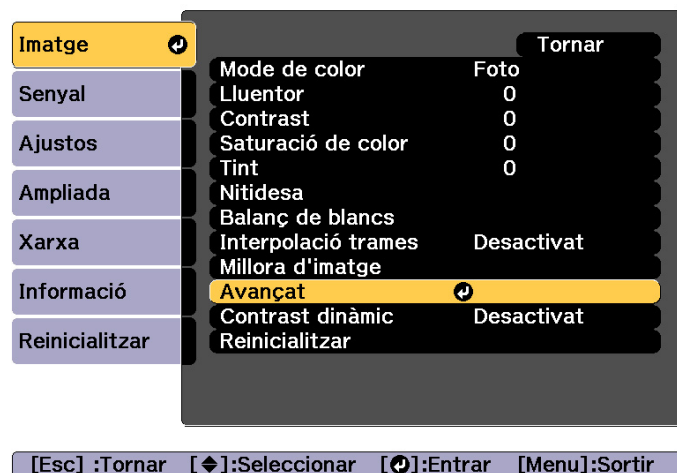 Imatge
Senyal
Ajustos
Ampliada
Xarxa
Informació
Reinicialitzar
Tornar
Mode de color Foto
Lluentor 0
Contrast 0
Saturació de color 0
Tint 0
Nitidesa
Balanç de blancs
Interpolació trames Desactivat
Millora d'imatge
Avançat
Contrast dinàmic Desactivat
Reinicialitzar
[Esc] :Tornar [◆]:Seleccionar [↵]:Entrar [Menu]:Sortir